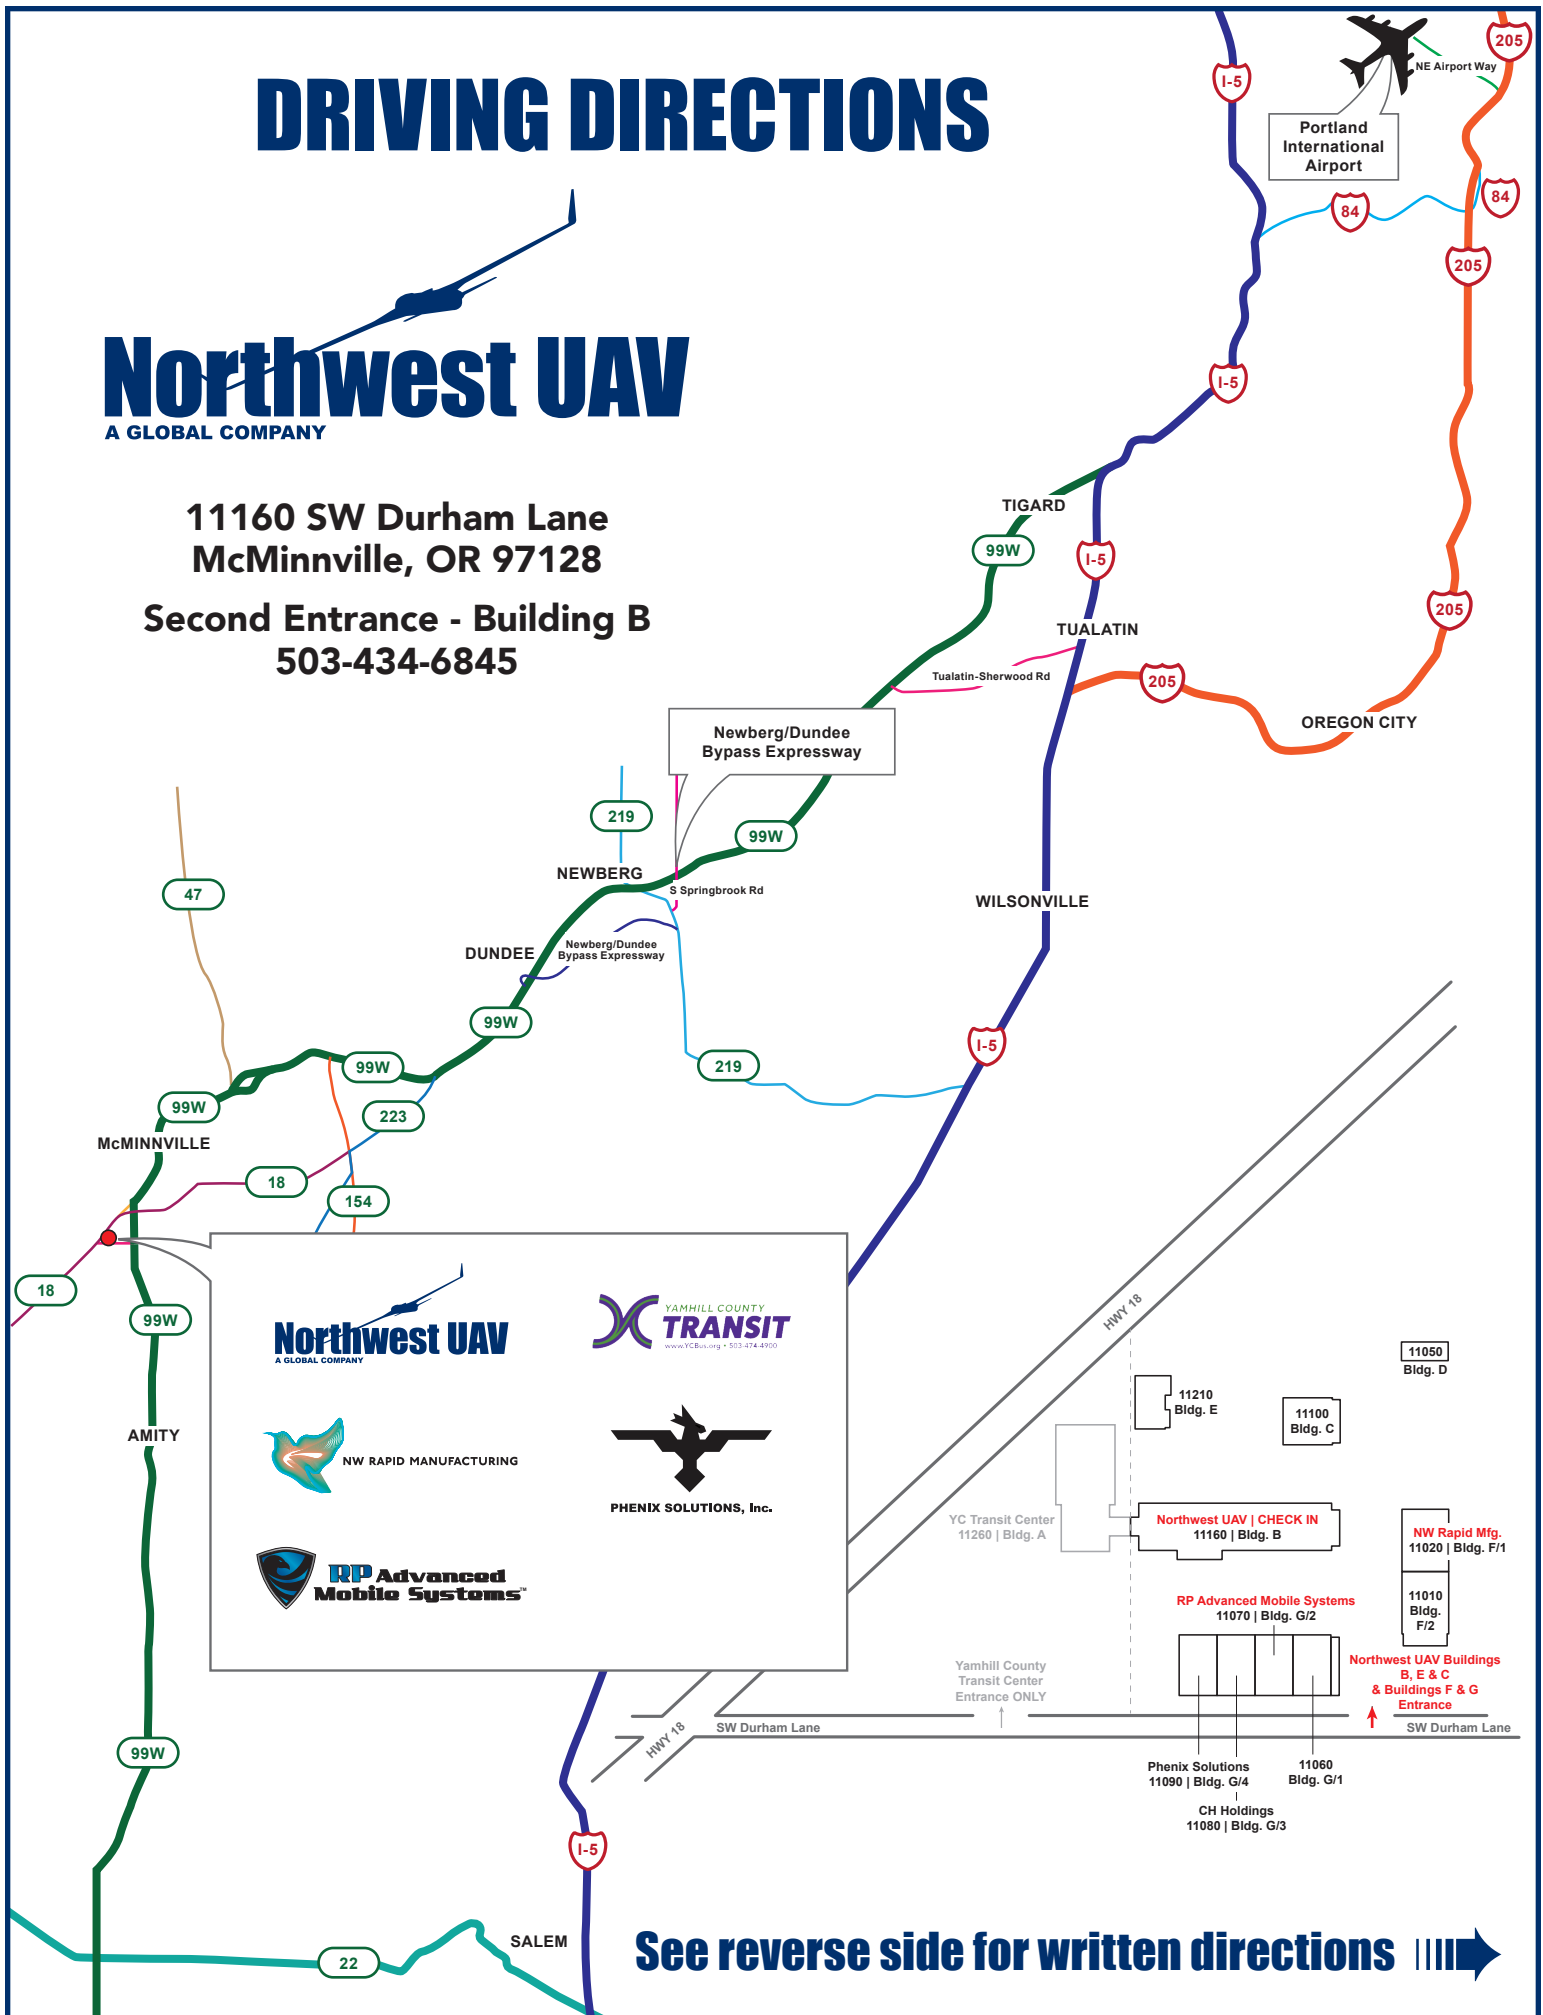 DRIVING DIRECTIONS
Northwest UAV
A GLOBAL COMPANY
11160 SW Durham Lane
McMinnville, OR 97128
Second Entrance - Building B
503-434-6845
I-5
205
NE Airport Way
Portland
International
Airport
84
84
205
I-5
TIGARD
99W
I-5
205
TUALATIN
Tualatin-Sherwood Rd
205
OREGON CITY
Newberg/Dundee
Bypass Expressway
219
99W
NEWBERG
S Springbrook Rd
47
WILSONVILLE
DUNDEE
Newberg/Dundee
Bypass Expressway
99W
I-5
99W
219
99W
223
McMINNVILLE
18
154
18
99W
AMITY
Northwest UAV
A GLOBAL COMPANY
YAMHILL COUNTY
TRANSIT
www.YCBus.org • 503-474-4900
NW RAPID MANUFACTURING
PHENIX SOLUTIONS, Inc.
RP Advanced
Mobile Systems™
HWY 18
11050
Bldg. D
11210
Bldg. E
11100
Bldg. C
YC Transit Center
11260 | Bldg. A
Northwest UAV | CHECK IN
11160 | Bldg. B
NW Rapid Mfg.
11020 | Bldg. F/1
11010
Bldg.
F/2
RP Advanced Mobile Systems
11070 | Bldg. G/2
Yamhill County
Transit Center
Entrance ONLY
Northwest UAV Buildings
B, E & C
& Buildings F & G
Entrance
SW Durham Lane
SW Durham Lane
HWY 18
Phenix Solutions
11090 | Bldg. G/4
11060
Bldg. G/1
CH Holdings
11080 | Bldg. G/3
99W
I-5
SALEM
22
See reverse side for written directions